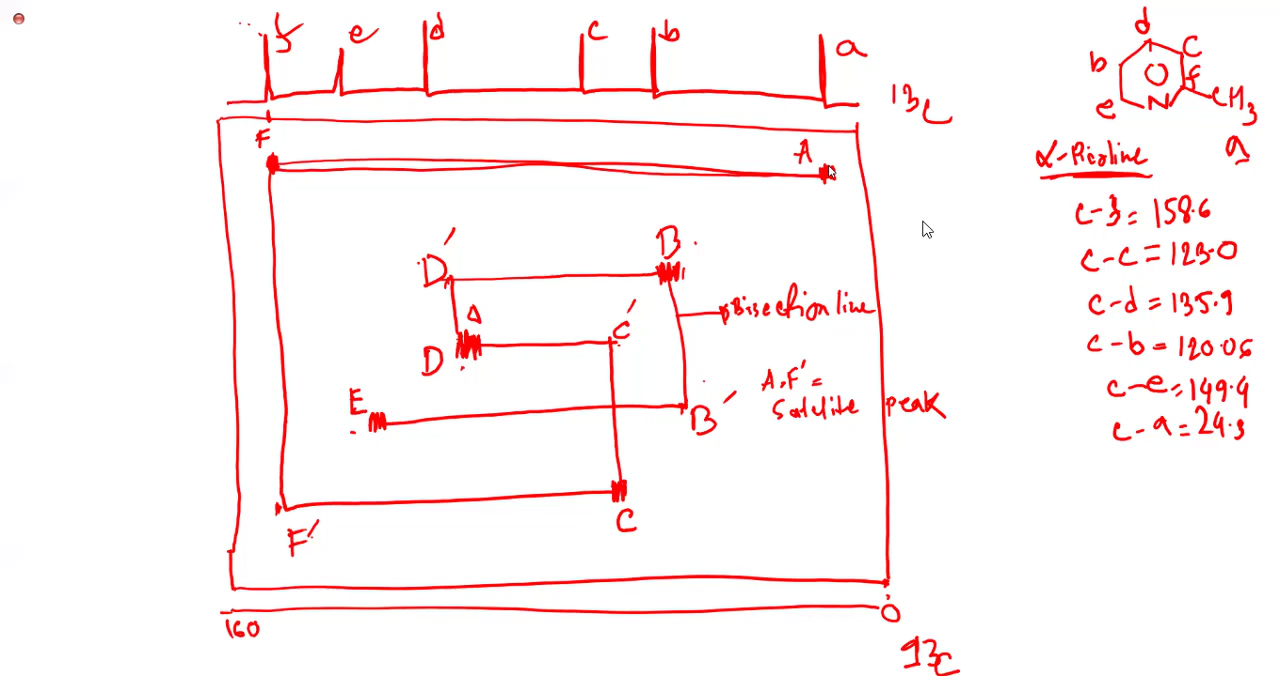 f e d c b a
13C
F A
D' B
Bisection line
D
D C'
E B'
A, F' =
Satelite peak
F' C
160 0
13C
d
b c
f
e N CH3
a
α-Picoline
C-f = 158.6
C-C = 123.0
C-d = 135.9
C-b = 120.05
C-e = 149.4
C-a = 24.3